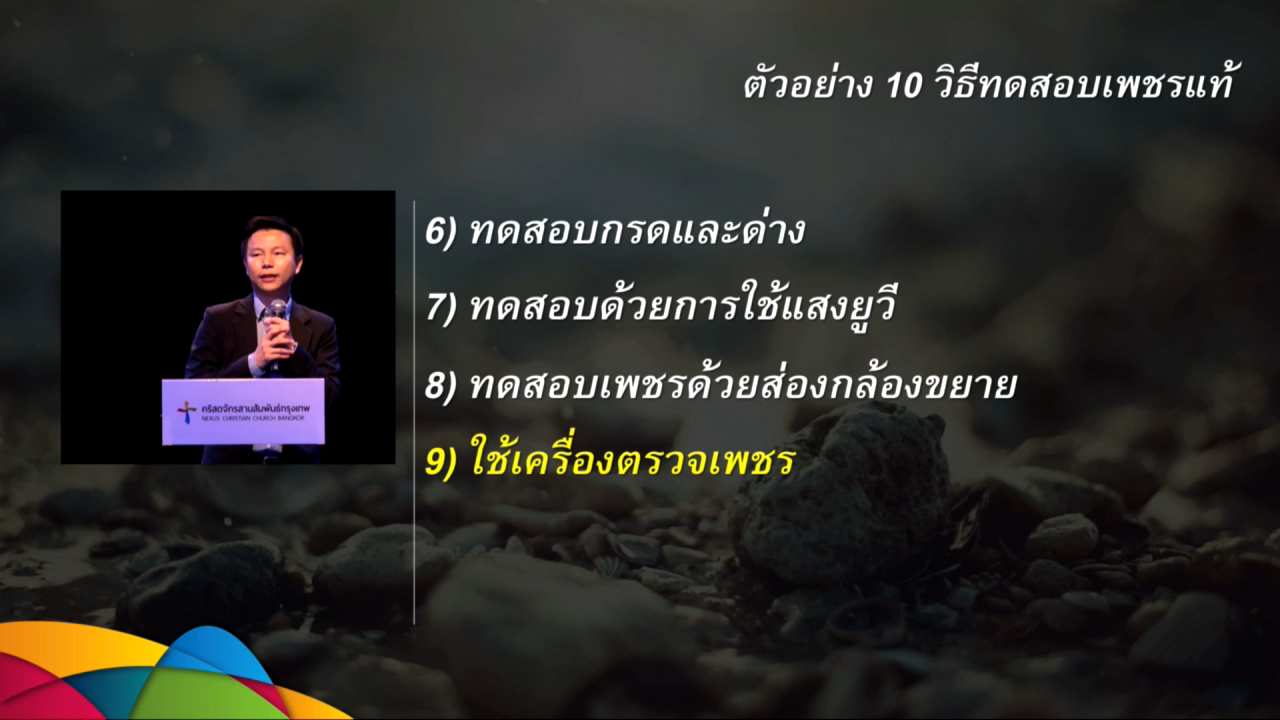 ตัวอย่าง 10 วิธีทดสอบเพชรแท้
6) ทดสอบกรดและด่าง
7) ทดสอบด้วยการใช้แสงยูวี
8) ทดสอบเพชรด้วยส่องกล้องขยาย
9) ใช้เครื่องตรวจเพชร
คริสตจักรสานสัมพันธ์กรุงเทพ
NEXUS CHRISTIAN CHURCH BANGKOK